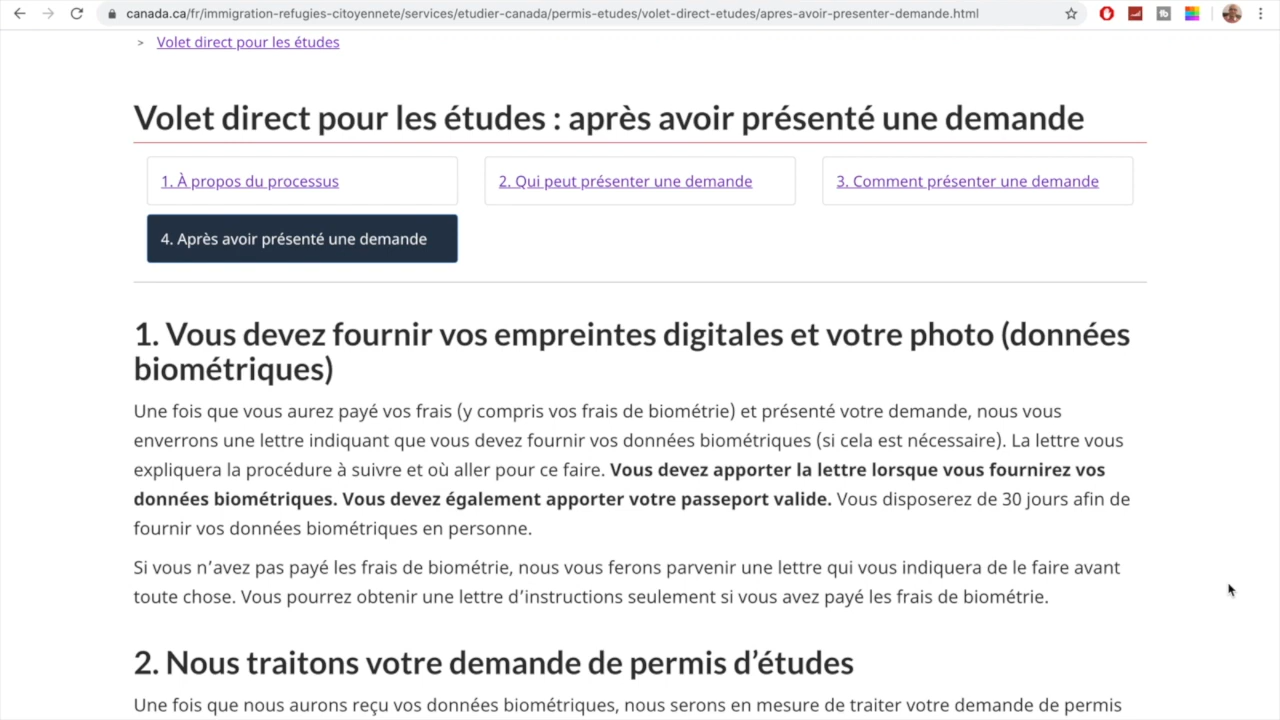 canada.ca/fr/immigration-refugies-citoyennete/services/etudier-canada/permis-etudes/volet-direct-etudes/apres-avoir-presenter-demande.html
> Volet direct pour les études
Volet direct pour les études : après avoir présenté une demande
1. À propos du processus
2. Qui peut présenter une demande
3. Comment présenter une demande
4. Après avoir présenté une demande
1. Vous devez fournir vos empreintes digitales et votre photo (données
biométriques)
Une fois que vous aurez payé vos frais (y compris vos frais de biométrie) et présenté votre demande, nous vous
enverrons une lettre indiquant que vous devez fournir vos données biométriques (si cela est nécessaire). La lettre vous
expliquera la procédure à suivre et où aller pour ce faire. Vous devez apporter la lettre lorsque vous fournirez vos
données biométriques. Vous devez également apporter votre passeport valide. Vous disposerez de 30 jours afin de
fournir vos données biométriques en personne.
Si vous n’avez pas payé les frais de biométrie, nous vous ferons parvenir une lettre qui vous indiquera de le faire avant
toute chose. Vous pourrez obtenir une lettre d’instructions seulement si vous avez payé les frais de biométrie.
2. Nous traitons votre demande de permis d’études
Une fois que nous aurons reçu vos données biométriques, nous serons en mesure de traiter votre demande de permis